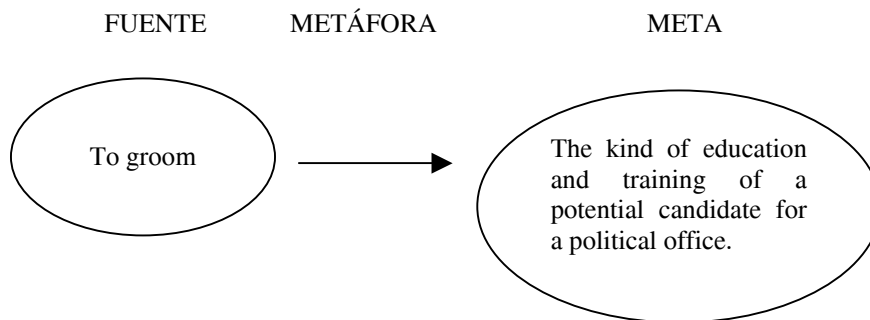 FUENTE METÁFORA META
To groom
The kind of education
and training of a
potential candidate for
a political office.